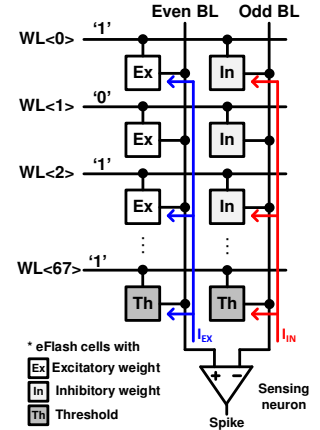 Even BL Odd BL
WL<0> ‘1’
Ex In
WL<1> ‘0’
Ex In
WL<2> ‘1’
Ex In
WL<67> ‘1’
Th Th
IEX IIN
* eFlash cells with
Ex Excitatory weight
In Inhibitory weight
Th Threshold
+ −
Sensing
neuron
Spike